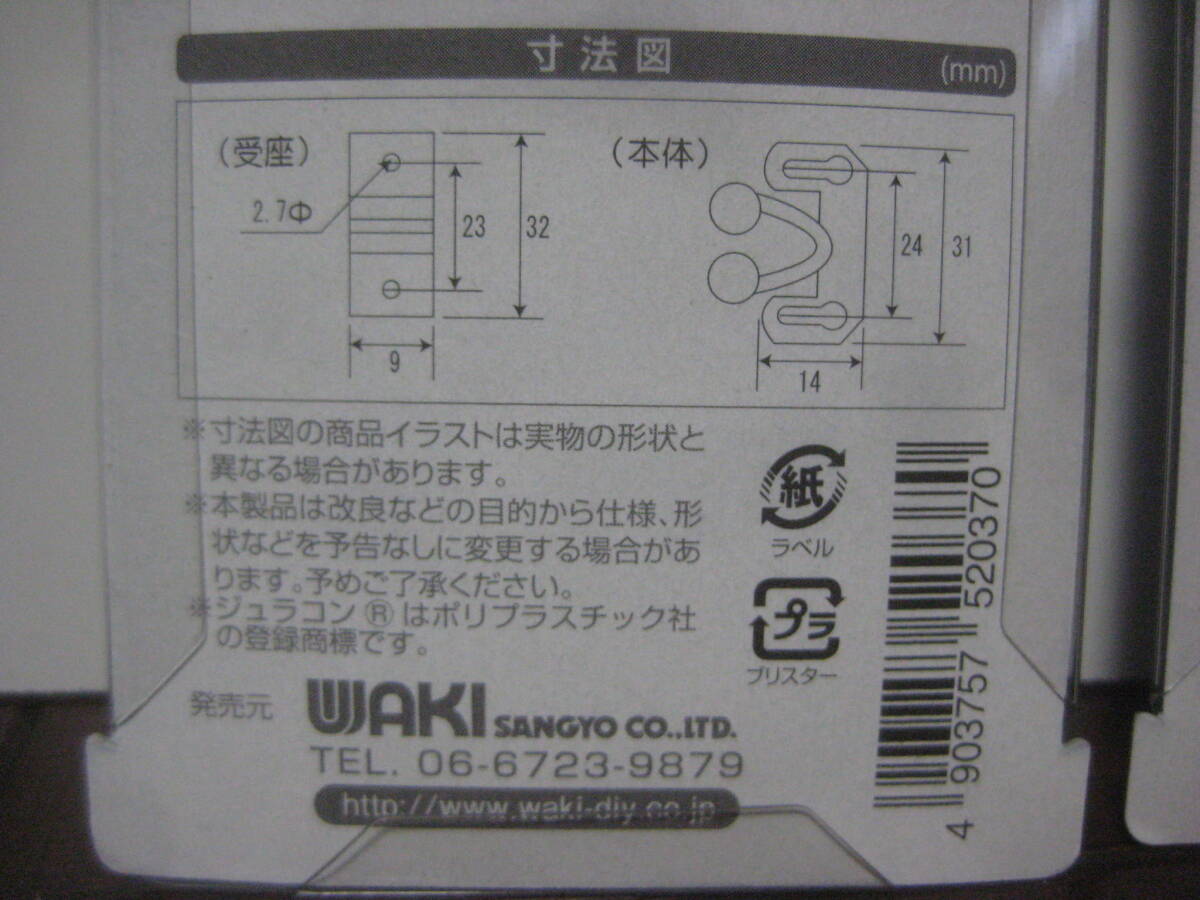 寸法図
(mm)
(受座)
2.7Φ
23
32
9
(本体)
24
31
14
※寸法図の商品イラストは実物の形状と
異なる場合があります。
※本製品は改良などの目的から仕様、形
状などを予告なしに変更する場合があ
ります。予めご了承ください。
※ジュラコン®はポリプラスチック社
の登録商標です。
紙
ラベル
プラ
ブリスター
発売元 WAKI SANGYO CO.,LTD.
TEL. 06-6723-9879
http://www.waki-diy.co.jp
4 903757 520370